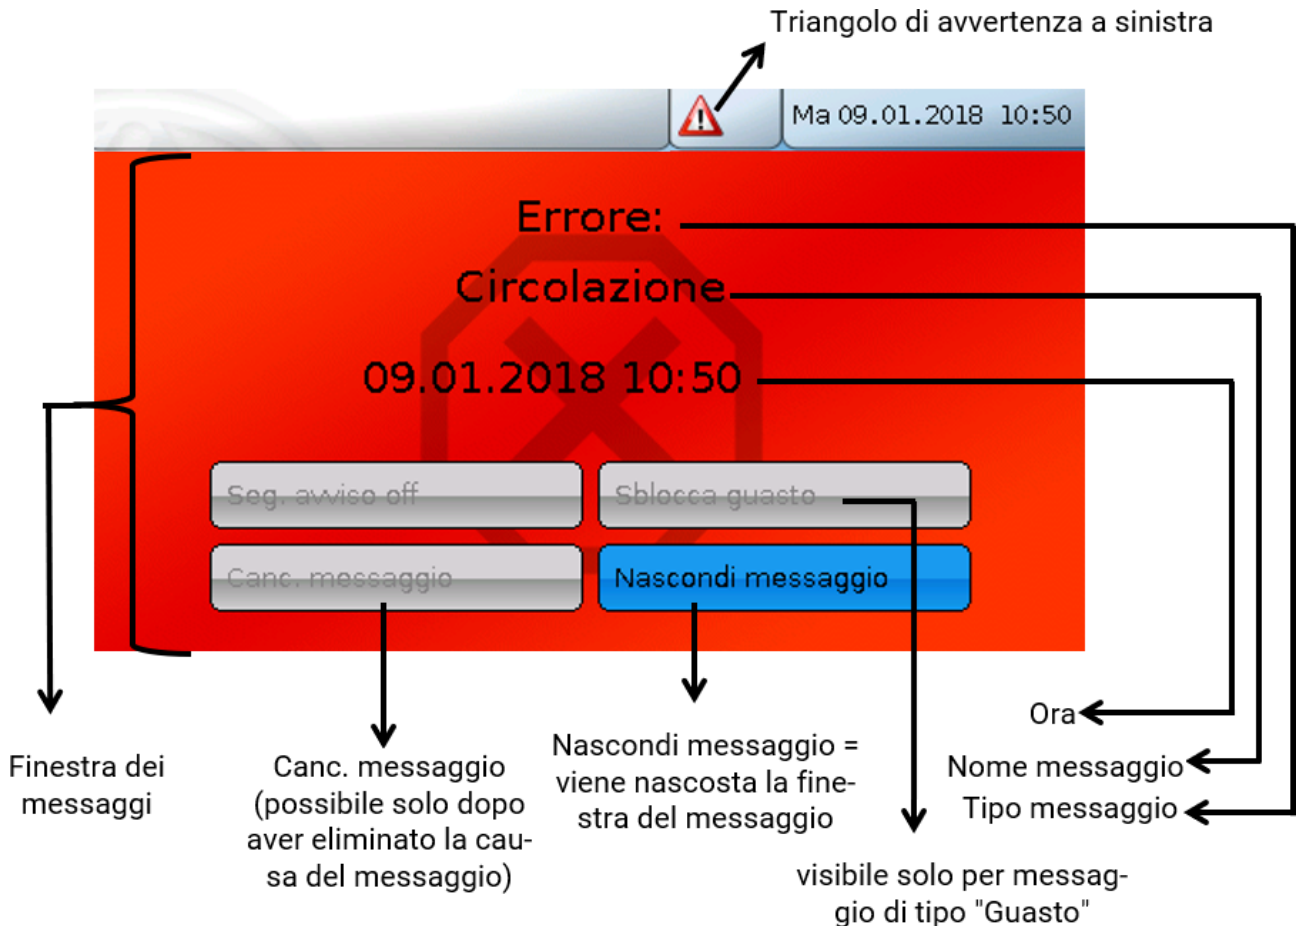 Triangolo di avvertenza a sinistra
Ma 09.01.2018 10:50
Errore:
Circolazione
09.01.2018 10:50
Seg. avviso off
Sblocca guasto
Canc. messaggio
Nascondi messaggio
Ora
Nome messaggio
Tipo messaggio
Finestra dei
messaggi
Canc. messaggio
(possibile solo dopo
aver eliminato la cau-
sa del messaggio)
Nascondi messaggio =
viene nascosta la fine-
stra del messaggio
visibile solo per messag-
gio di tipo "Guasto"